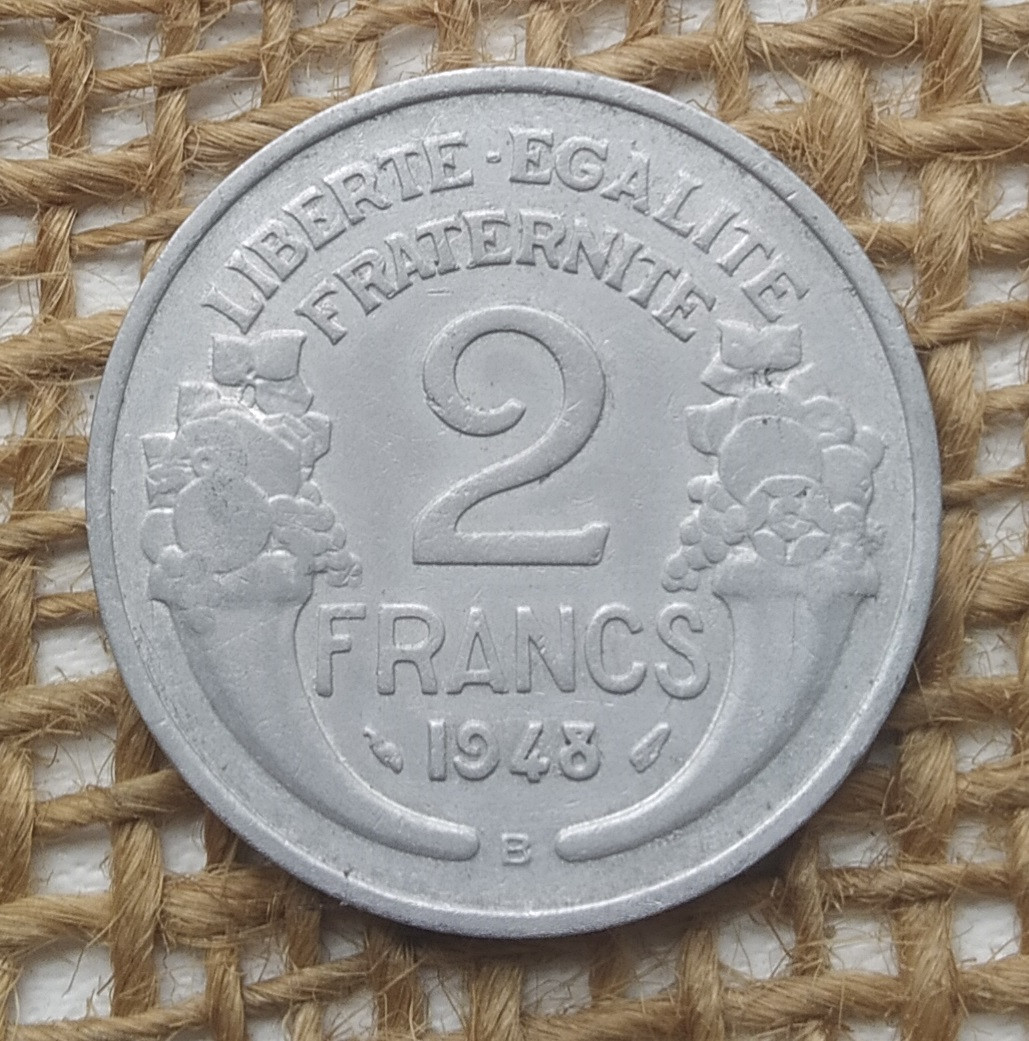 LIBERTE · EGALITE
FRATERNITE
2
FRANCS
1948
B